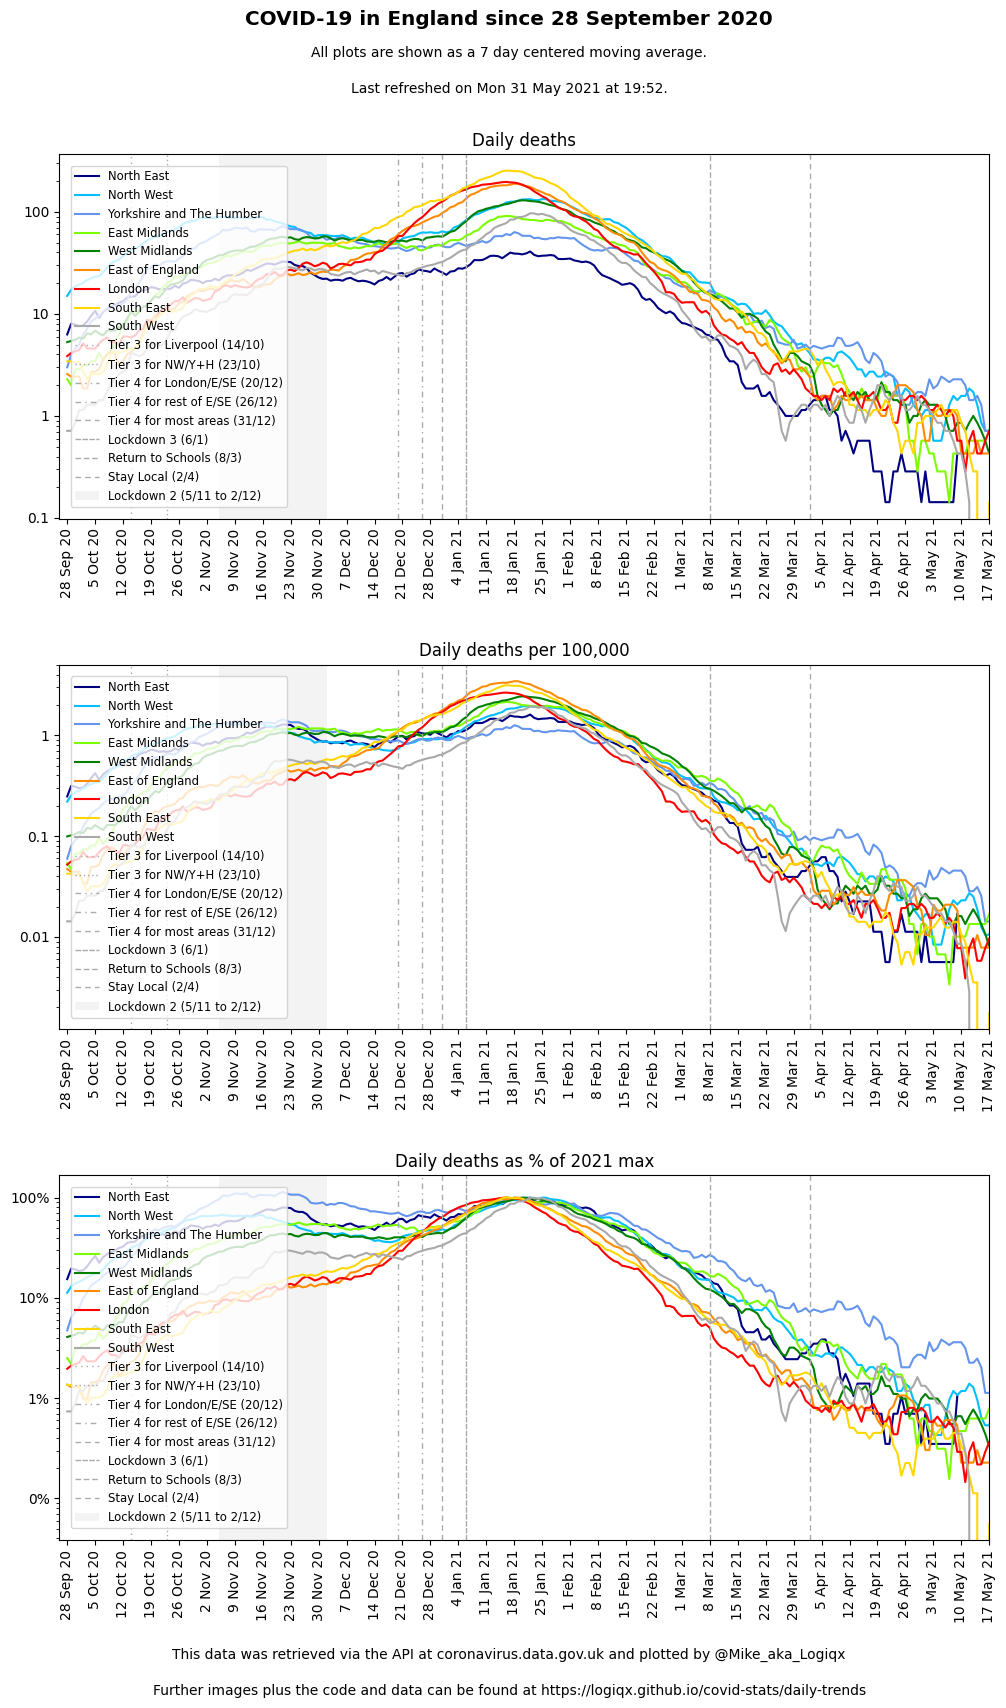 COVID-19 in England since 28 September 2020
All plots are shown as a 7 day centered moving average.
Last refreshed on Mon 31 May 2021 at 19:52.
Daily deaths
100
10
1
0.1
North East
North West
Yorkshire and The Humber
East Midlands
West Midlands
East of England
London
South East
South West
Tier 3 for Liverpool (14/10)
Tier 3 for NW/Y+H (23/10)
Tier 4 for London/E/SE (20/12)
Tier 4 for rest of E/SE (26/12)
Tier 4 for most areas (31/12)
Lockdown 3 (6/1)
Return to Schools (8/3)
Stay Local (2/4)
Lockdown 2 (5/11 to 2/12)
28 Sep 20
5 Oct 20
12 Oct 20
19 Oct 20
26 Oct 20
2 Nov 20
9 Nov 20
16 Nov 20
23 Nov 20
30 Nov 20
7 Dec 20
14 Dec 20
21 Dec 20
28 Dec 20
4 Jan 21
11 Jan 21
18 Jan 21
25 Jan 21
1 Feb 21
8 Feb 21
15 Feb 21
22 Feb 21
1 Mar 21
8 Mar 21
15 Mar 21
22 Mar 21
29 Mar 21
5 Apr 21
12 Apr 21
19 Apr 21
26 Apr 21
3 May 21
10 May 21
17 May 21
Daily deaths per 100,000
1
0.1
0.01
North East
North West
Yorkshire and The Humber
East Midlands
West Midlands
East of England
London
South East
South West
Tier 3 for Liverpool (14/10)
Tier 3 for NW/Y+H (23/10)
Tier 4 for London/E/SE (20/12)
Tier 4 for rest of E/SE (26/12)
Tier 4 for most areas (31/12)
Lockdown 3 (6/1)
Return to Schools (8/3)
Stay Local (2/4)
Lockdown 2 (5/11 to 2/12)
28 Sep 20
5 Oct 20
12 Oct 20
19 Oct 20
26 Oct 20
2 Nov 20
9 Nov 20
16 Nov 20
23 Nov 20
30 Nov 20
7 Dec 20
14 Dec 20
21 Dec 20
28 Dec 20
4 Jan 21
11 Jan 21
18 Jan 21
25 Jan 21
1 Feb 21
8 Feb 21
15 Feb 21
22 Feb 21
1 Mar 21
8 Mar 21
15 Mar 21
22 Mar 21
29 Mar 21
5 Apr 21
12 Apr 21
19 Apr 21
26 Apr 21
3 May 21
10 May 21
17 May 21
Daily deaths as % of 2021 max
100%
10%
1%
0%
North East
North West
Yorkshire and The Humber
East Midlands
West Midlands
East of England
London
South East
South West
Tier 3 for Liverpool (14/10)
Tier 3 for NW/Y+H (23/10)
Tier 4 for London/E/SE (20/12)
Tier 4 for rest of E/SE (26/12)
Tier 4 for most areas (31/12)
Lockdown 3 (6/1)
Return to Schools (8/3)
Stay Local (2/4)
Lockdown 2 (5/11 to 2/12)
28 Sep 20
5 Oct 20
12 Oct 20
19 Oct 20
26 Oct 20
2 Nov 20
9 Nov 20
16 Nov 20
23 Nov 20
30 Nov 20
7 Dec 20
14 Dec 20
21 Dec 20
28 Dec 20
4 Jan 21
11 Jan 21
18 Jan 21
25 Jan 21
1 Feb 21
8 Feb 21
15 Feb 21
22 Feb 21
1 Mar 21
8 Mar 21
15 Mar 21
22 Mar 21
29 Mar 21
5 Apr 21
12 Apr 21
19 Apr 21
26 Apr 21
3 May 21
10 May 21
17 May 21
This data was retrieved via the API at coronavirus.data.gov.uk and plotted by @Mike_aka_Logiqx
Further images plus the code and data can be found at https://logiqx.github.io/covid-stats/daily-trends